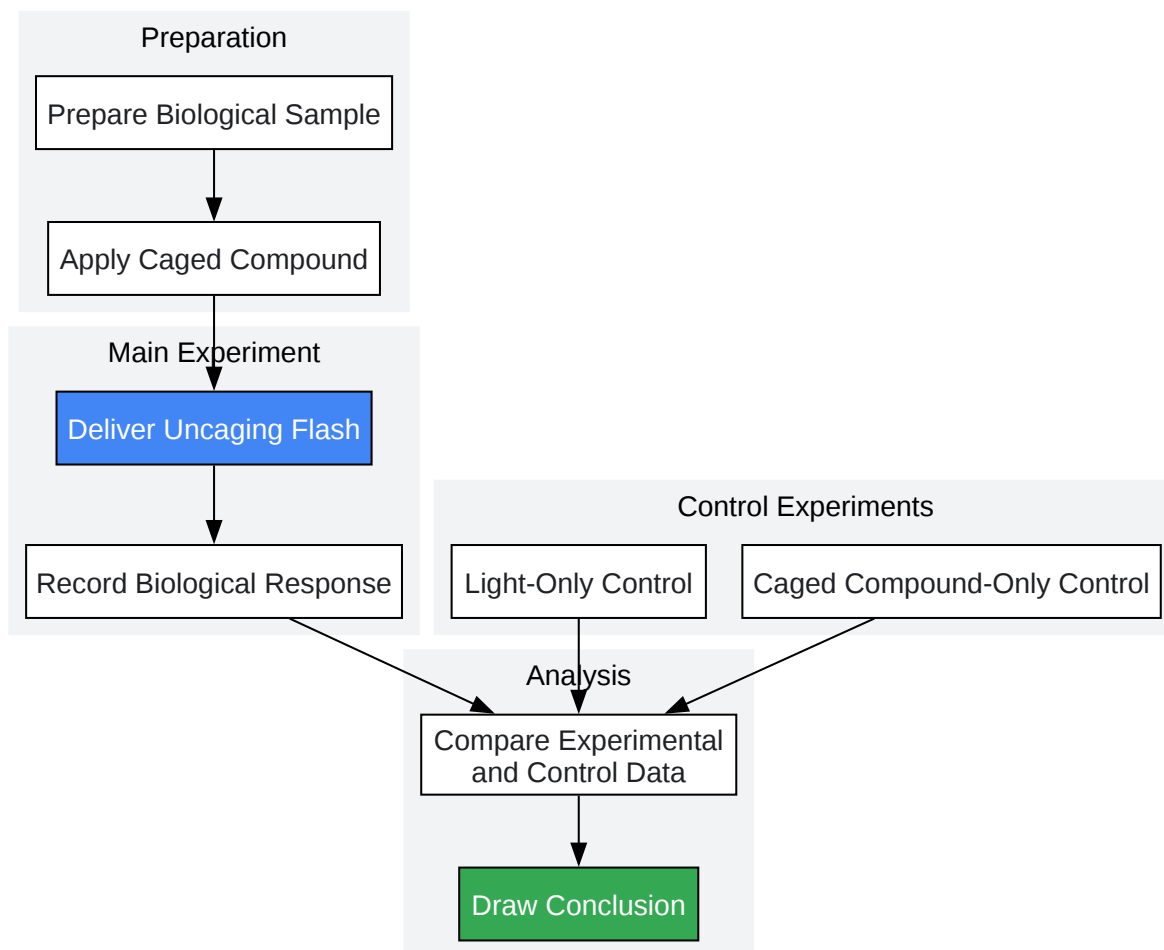 Preparation
Prepare Biological Sample
Apply Caged Compound
Main Experiment
Deliver Uncaging Flash
Record Biological Response
Control Experiments
Light-Only Control
Caged Compound-Only Control
Analysis
Compare Experimental
and Control Data
Draw Conclusion